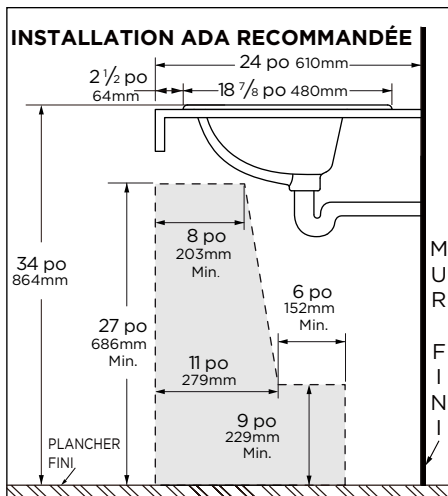 INSTALLATION ADA RECOMMANDÉE
24 po 610mm
2 1/2 po
64mm
18 7/8 po 480mm
8 po
203mm
Min.
34 po
864mm
27 po
686mm
Min.
6 po
152mm
Min.
11 po
279mm
9 po
229mm
Min.
PLANCHER
FINI
MUR FINI